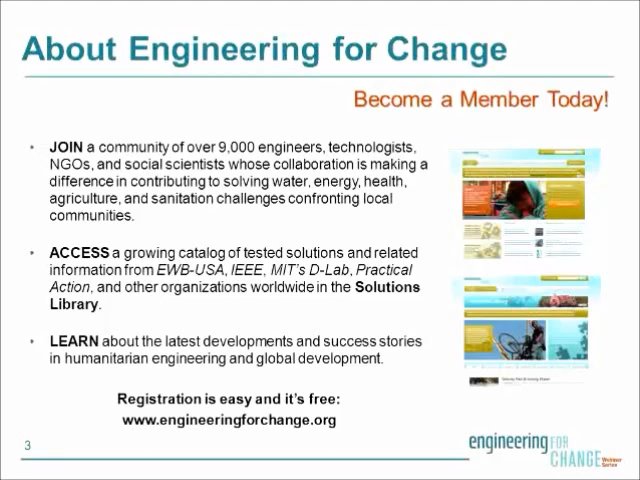 About Engineering for Change
Become a Member Today!
• JOIN a community of over 9,000 engineers, technologists,
NGOs, and social scientists whose collaboration is making a
difference in contributing to solving water, energy, health,
agriculture, and sanitation challenges confronting local
communities.
• ACCESS a growing catalog of tested solutions and related
information from EWB-USA, IEEE, MIT's D-Lab, Practical
Action, and other organizations worldwide in the Solutions
Library.
• LEARN about the latest developments and success stories
in humanitarian engineering and global development.
Registration is easy and it's free:
www.engineeringforchange.org
3
engineering FOR
CHANGE Webinar
Series